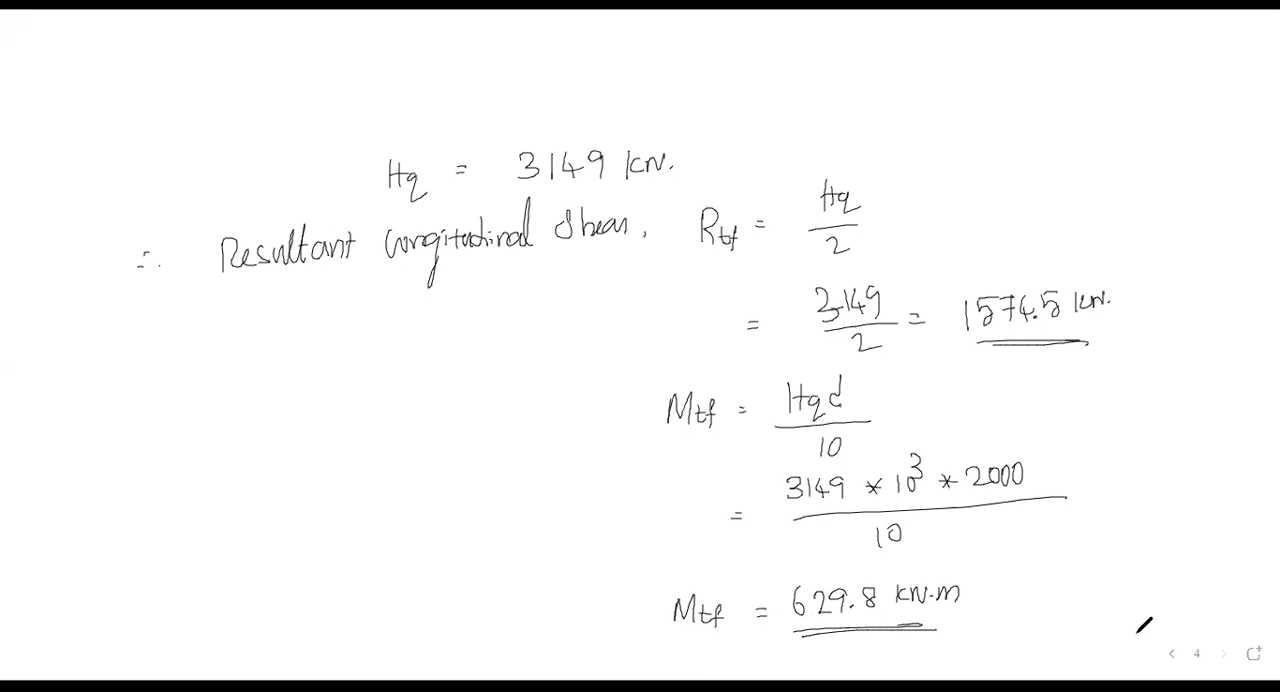 Hq = 3149 kN.
∴ Resultant longitudinal Shear, Rtf = Hq / 2
= 3149 / 2 = 1574.5 kN.
Mtf = Hq d / 10
= 3149 * 10^3 * 2000 / 10
Mtf = 629.8 kN-m
4